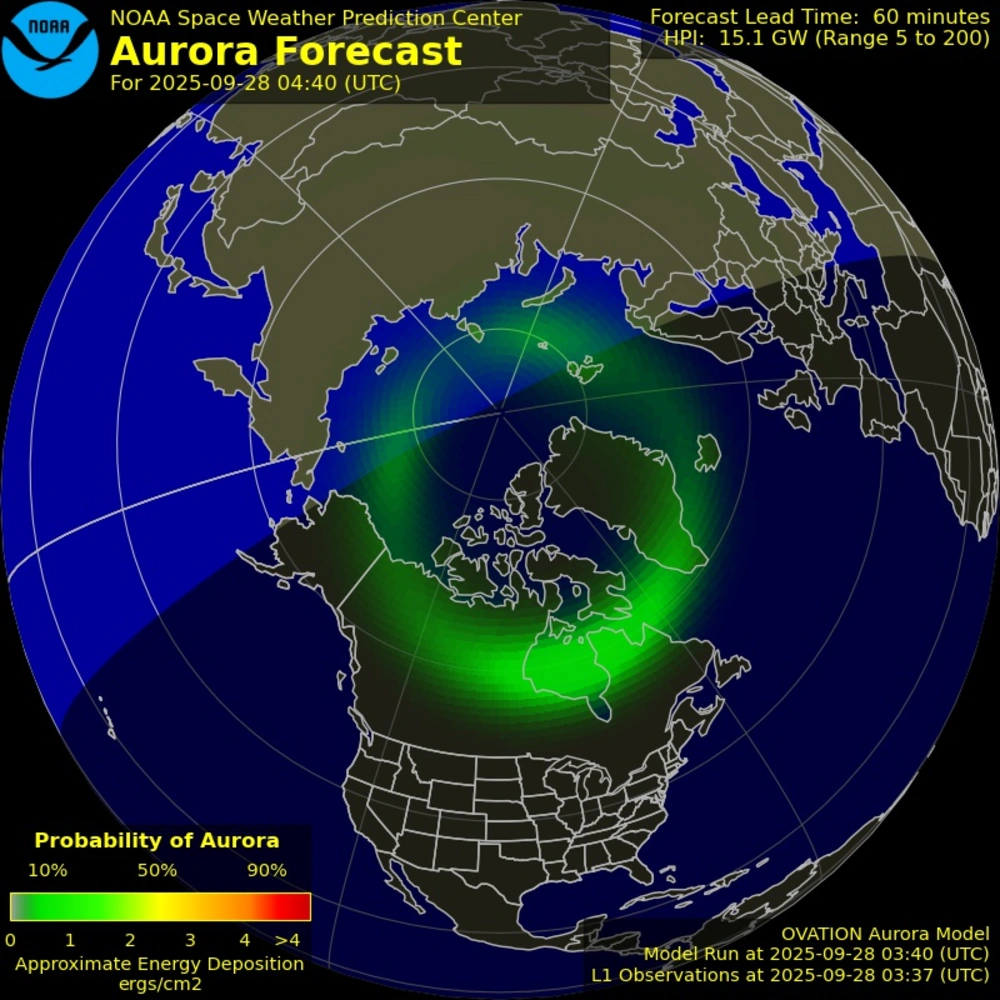 NOAA
NOAA Space Weather Prediction Center
Aurora Forecast
For 2025-09-28 04:40 (UTC)
Forecast Lead Time: 60 minutes
HPI: 15.1 GW (Range 5 to 200)
Probability of Aurora
10% 50% 90%
0 1 2 3 4 >4
Approximate Energy Deposition
ergs/cm2
OVATION Aurora Model
Model Run at 2025-09-28 03:40 (UTC)
L1 Observations at 2025-09-28 03:37 (UTC)